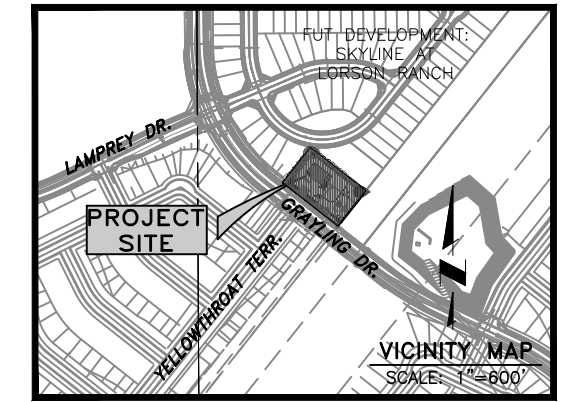 FUT DEVELOPMENT:
SKYLINE AT
LORSON RANCH
LAMPREY DR.
PROJECT
SITE
GRAYLING DR.
YELLOWTHROAT TERR.
VICINITY MAP
SCALE: 1"=600'